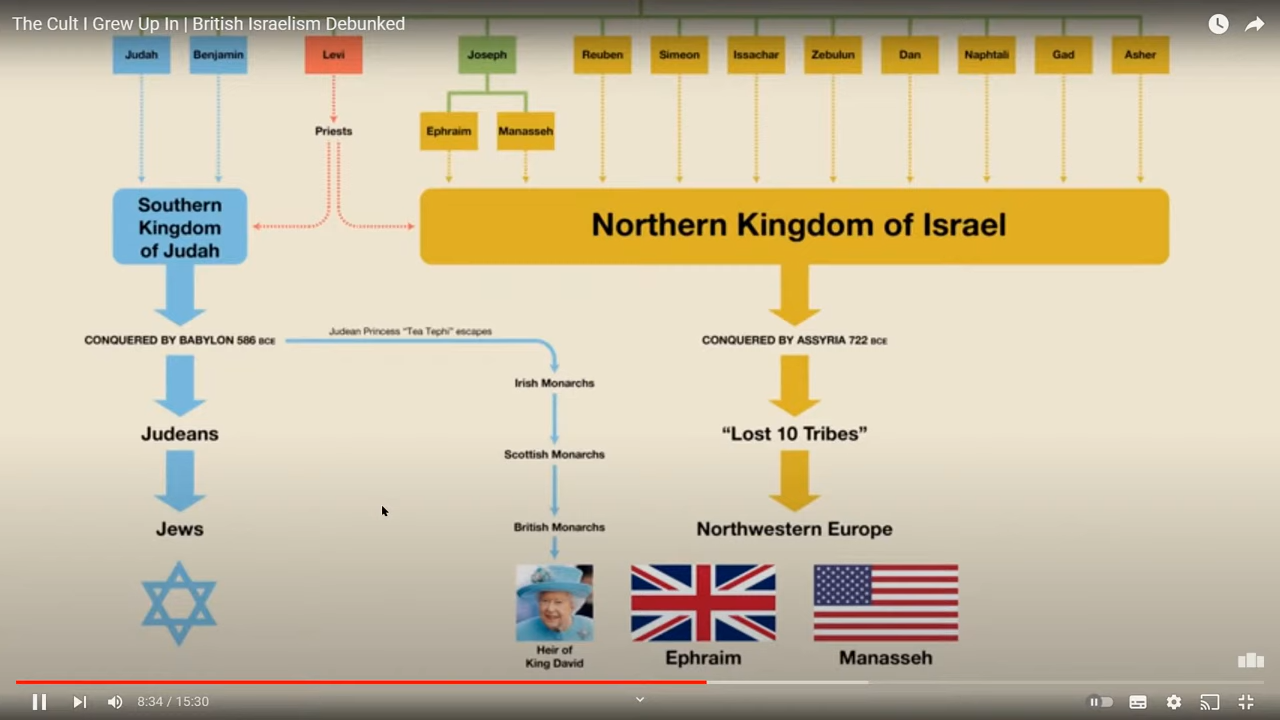 The Cult I Grew Up In | British Israelism Debunked
Judah
Benjamin
Levi
Joseph
Reuben
Simeon
Issachar
Zebulun
Dan
Naphtali
Gad
Asher
Priests
Ephraim
Manasseh
Southern
Kingdom
of Judah
Northern Kingdom of Israel
CONQUERED BY BABYLON 586 BCE
Judean Princess "Tea Tephi" escapes
CONQUERED BY ASSYRIA 722 BCE
Irish Monarchs
Judeans
"Lost 10 Tribes"
Scottish Monarchs
Jews
British Monarchs
Northwestern Europe
Heir of
King David
Ephraim
Manasseh
8:34 / 15:30